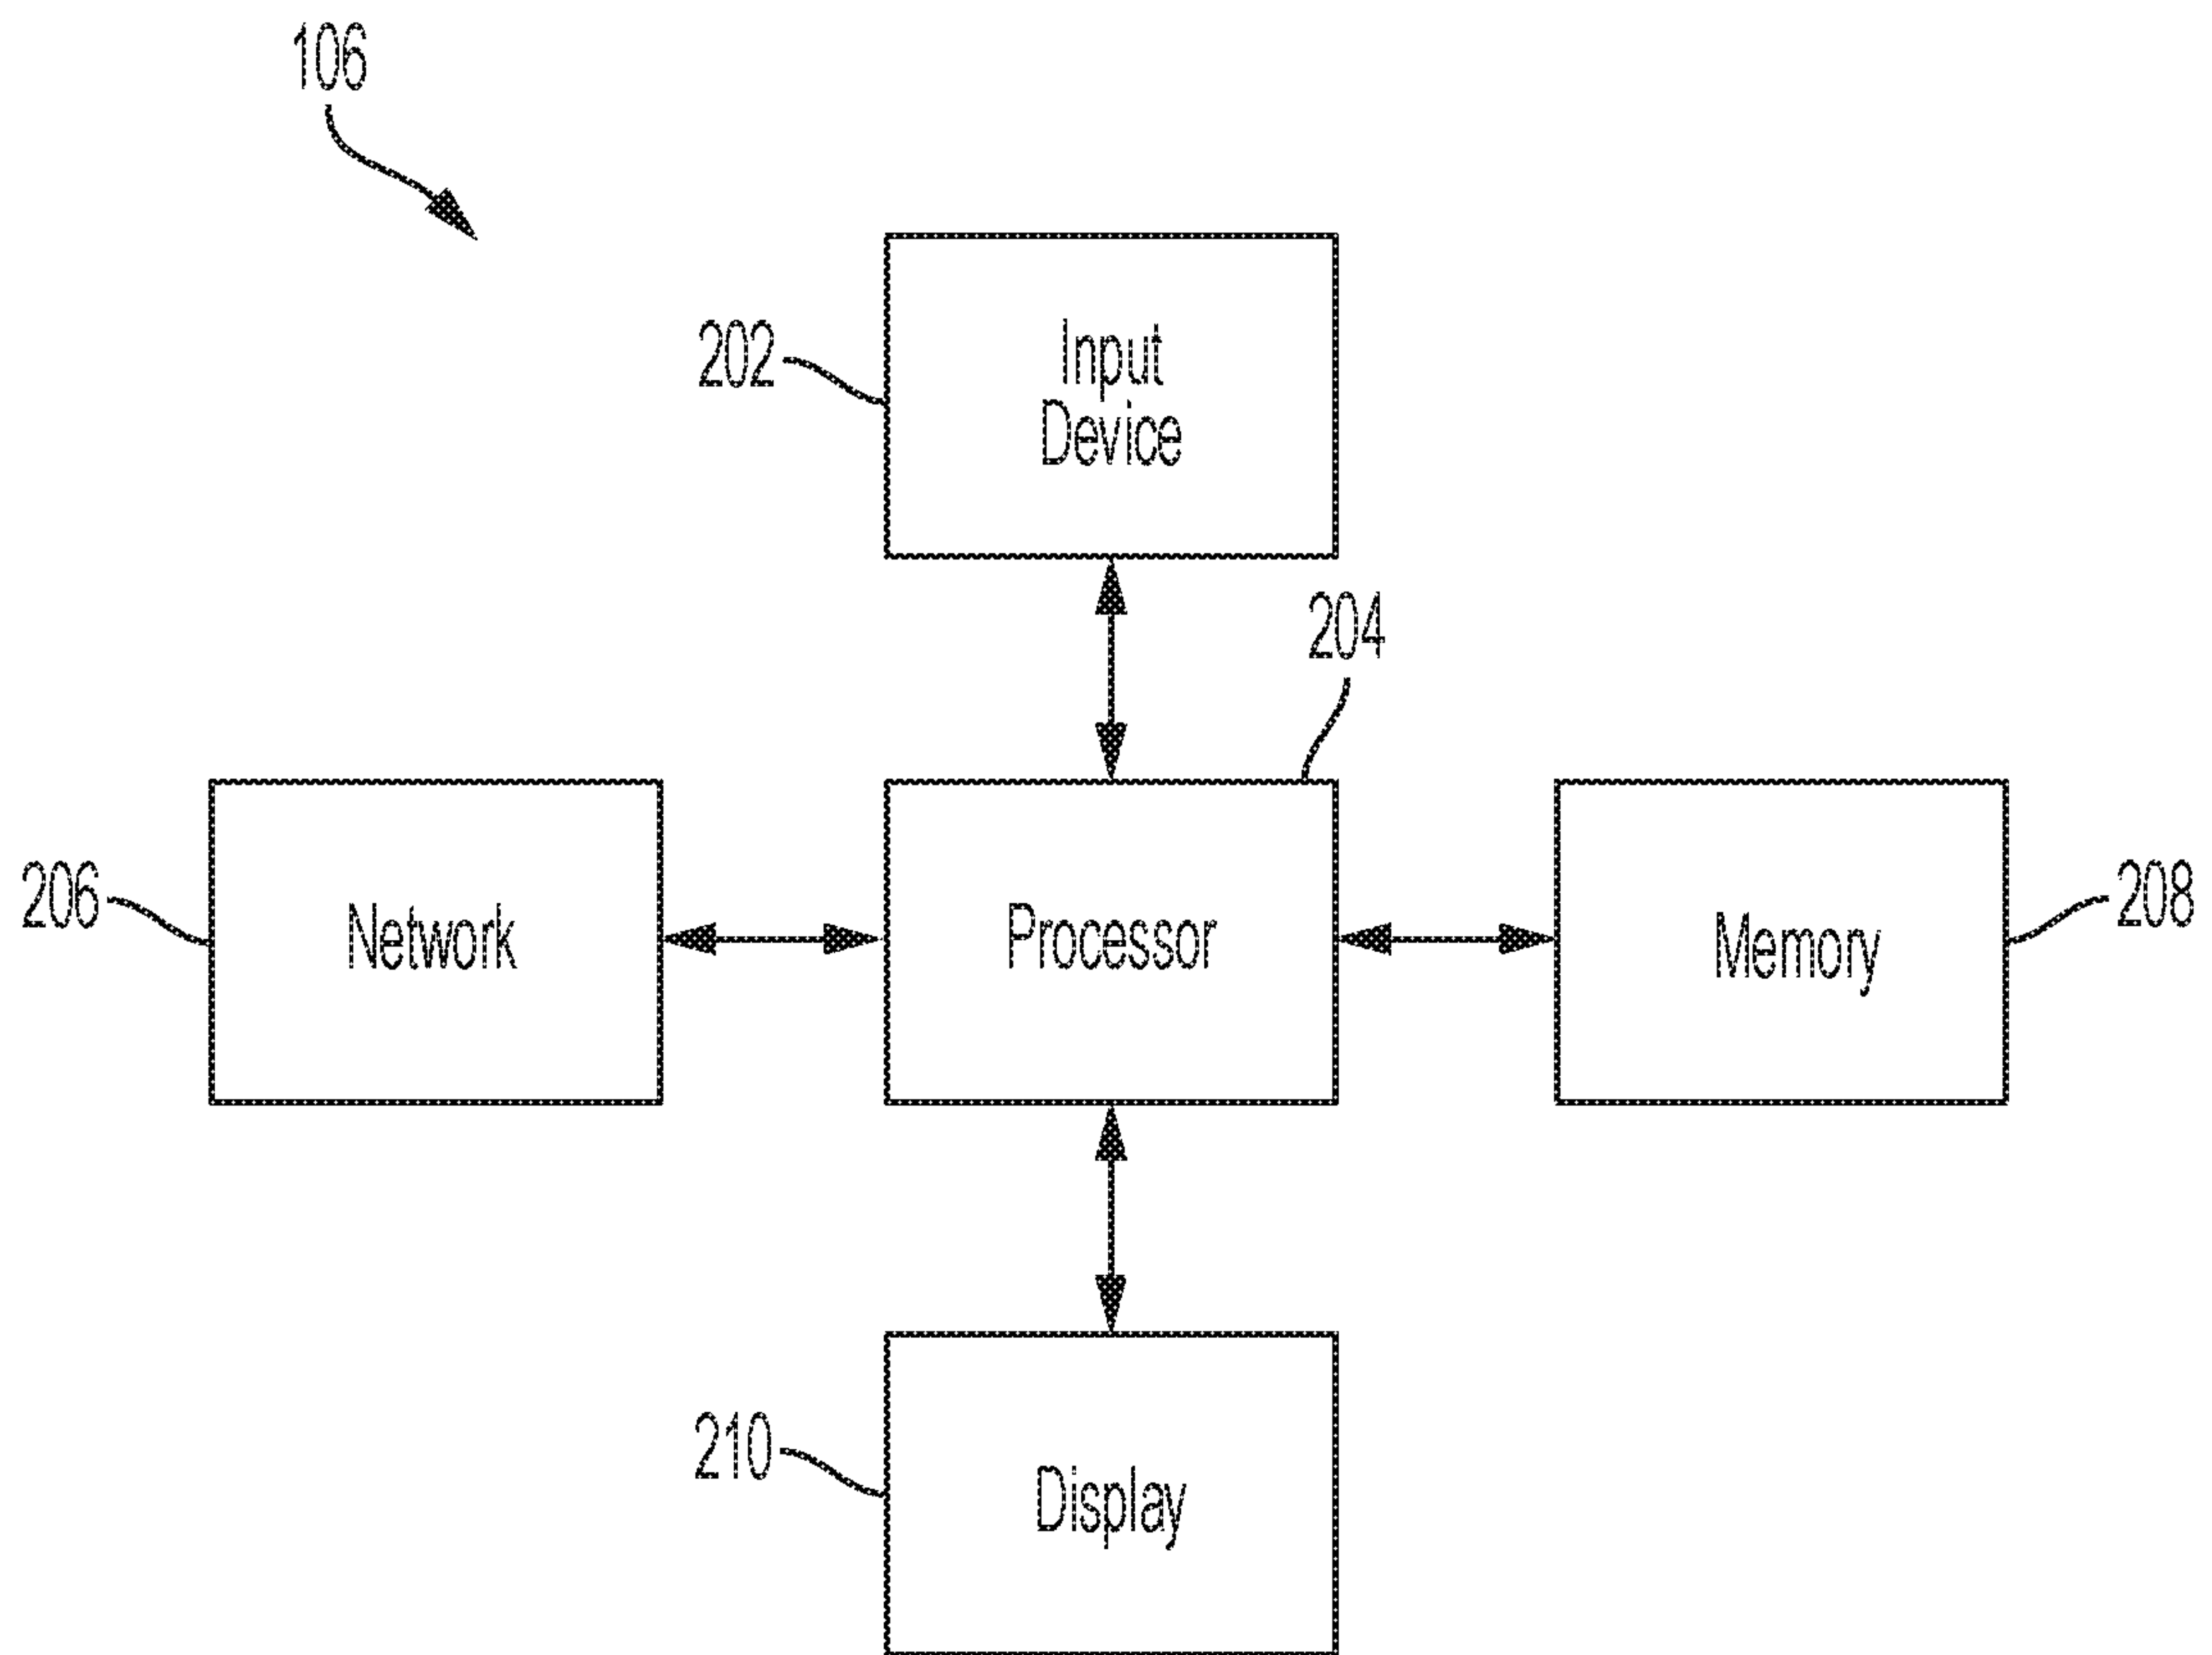 106
202
Input
Device
204
206
Network
Processor
Memory
208
210
Display